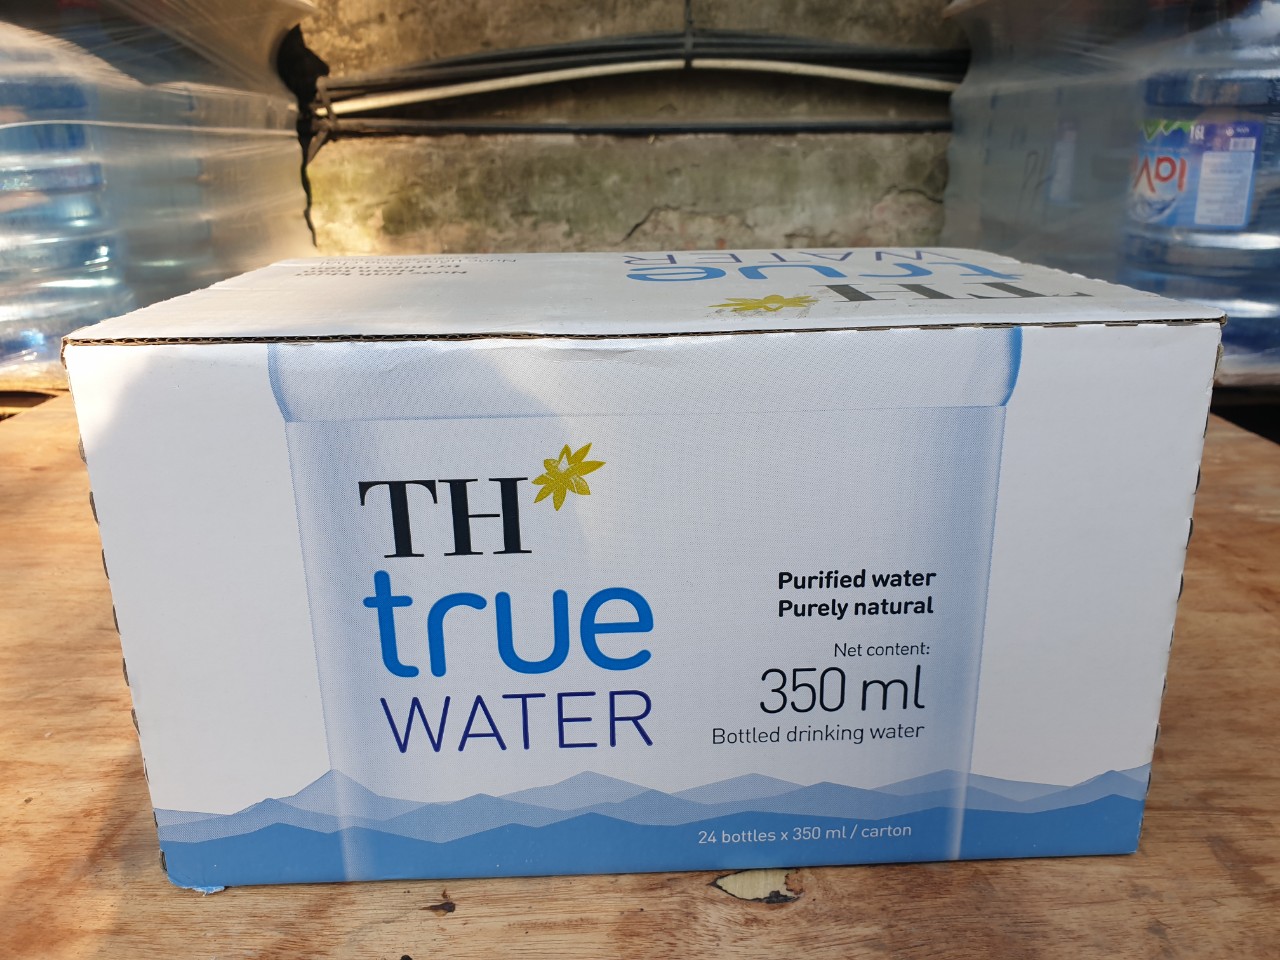 TH
true
WATER
TH
true
WATER
Purified water
Purely natural
Net content:
350 ml
Bottled drinking water
24 bottles x 350 ml / carton